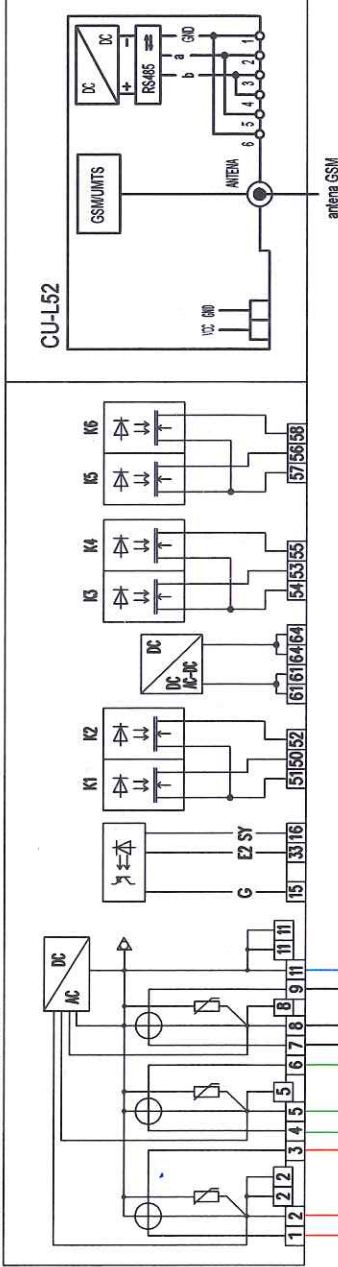 CU-L52
DC
DC
+
−
RS485
b
a
GND
GSM/UMTS
ANTENA
6
5
4
3
2
1
VCC
GND
antena GSM
K1
K2
K3
K4
K5
K6
DC
AC
G
E2
SY
DC
AC-DC
DC
1
2
2
2
3
4
5
5
6
7
8
8
9
11
11
11
15
33
16
51
50
52
61
61
64
64
54
53
55
57
56
58